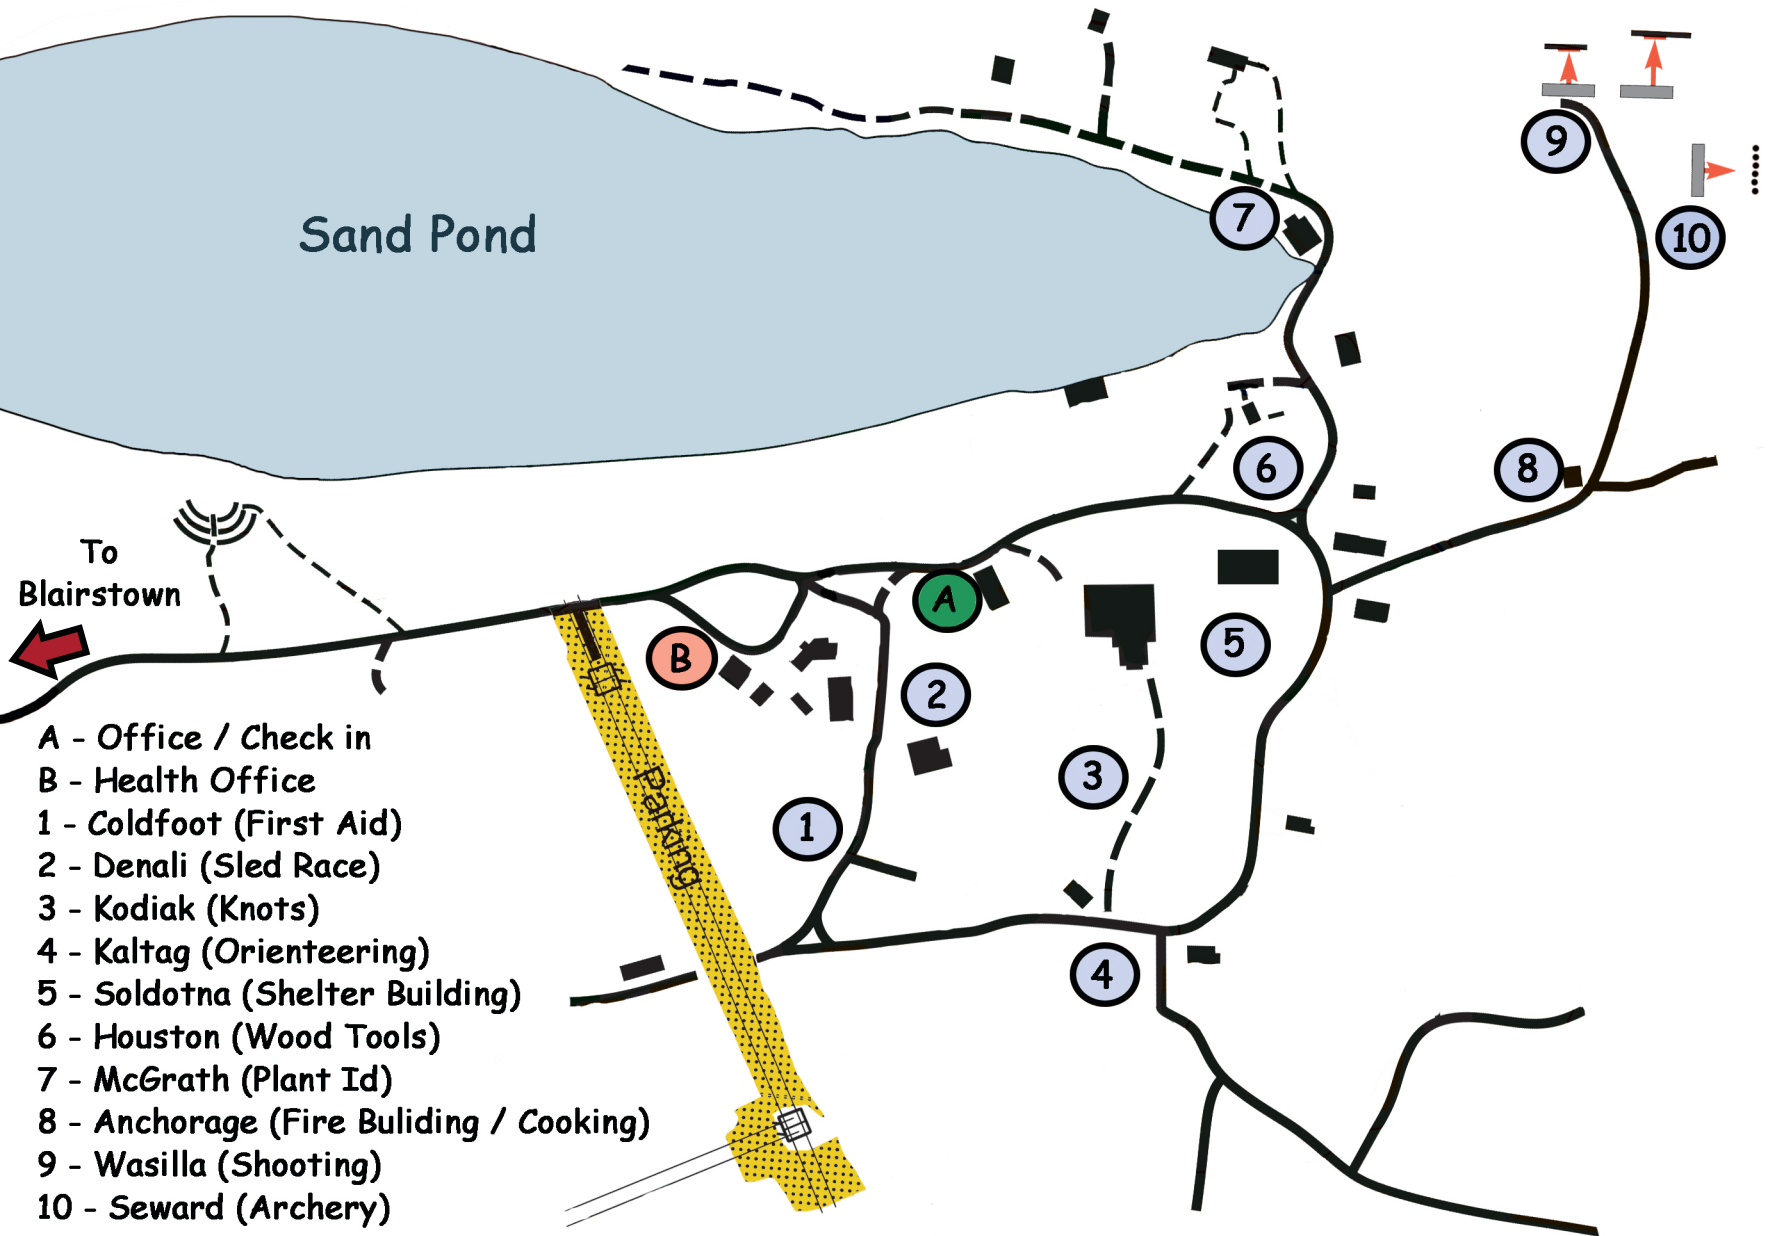 Sand Pond
7
9
10
6
8
To
Blairstown
A
B
5
2
3
1
4
Parking
A - Office / Check in
B - Health Office
1 - Coldfoot (First Aid)
2 - Denali (Sled Race)
3 - Kodiak (Knots)
4 - Kaltag (Orienteering)
5 - Soldotna (Shelter Building)
6 - Houston (Wood Tools)
7 - McGrath (Plant Id)
8 - Anchorage (Fire Buliding / Cooking)
9 - Wasilla (Shooting)
10 - Seward (Archery)